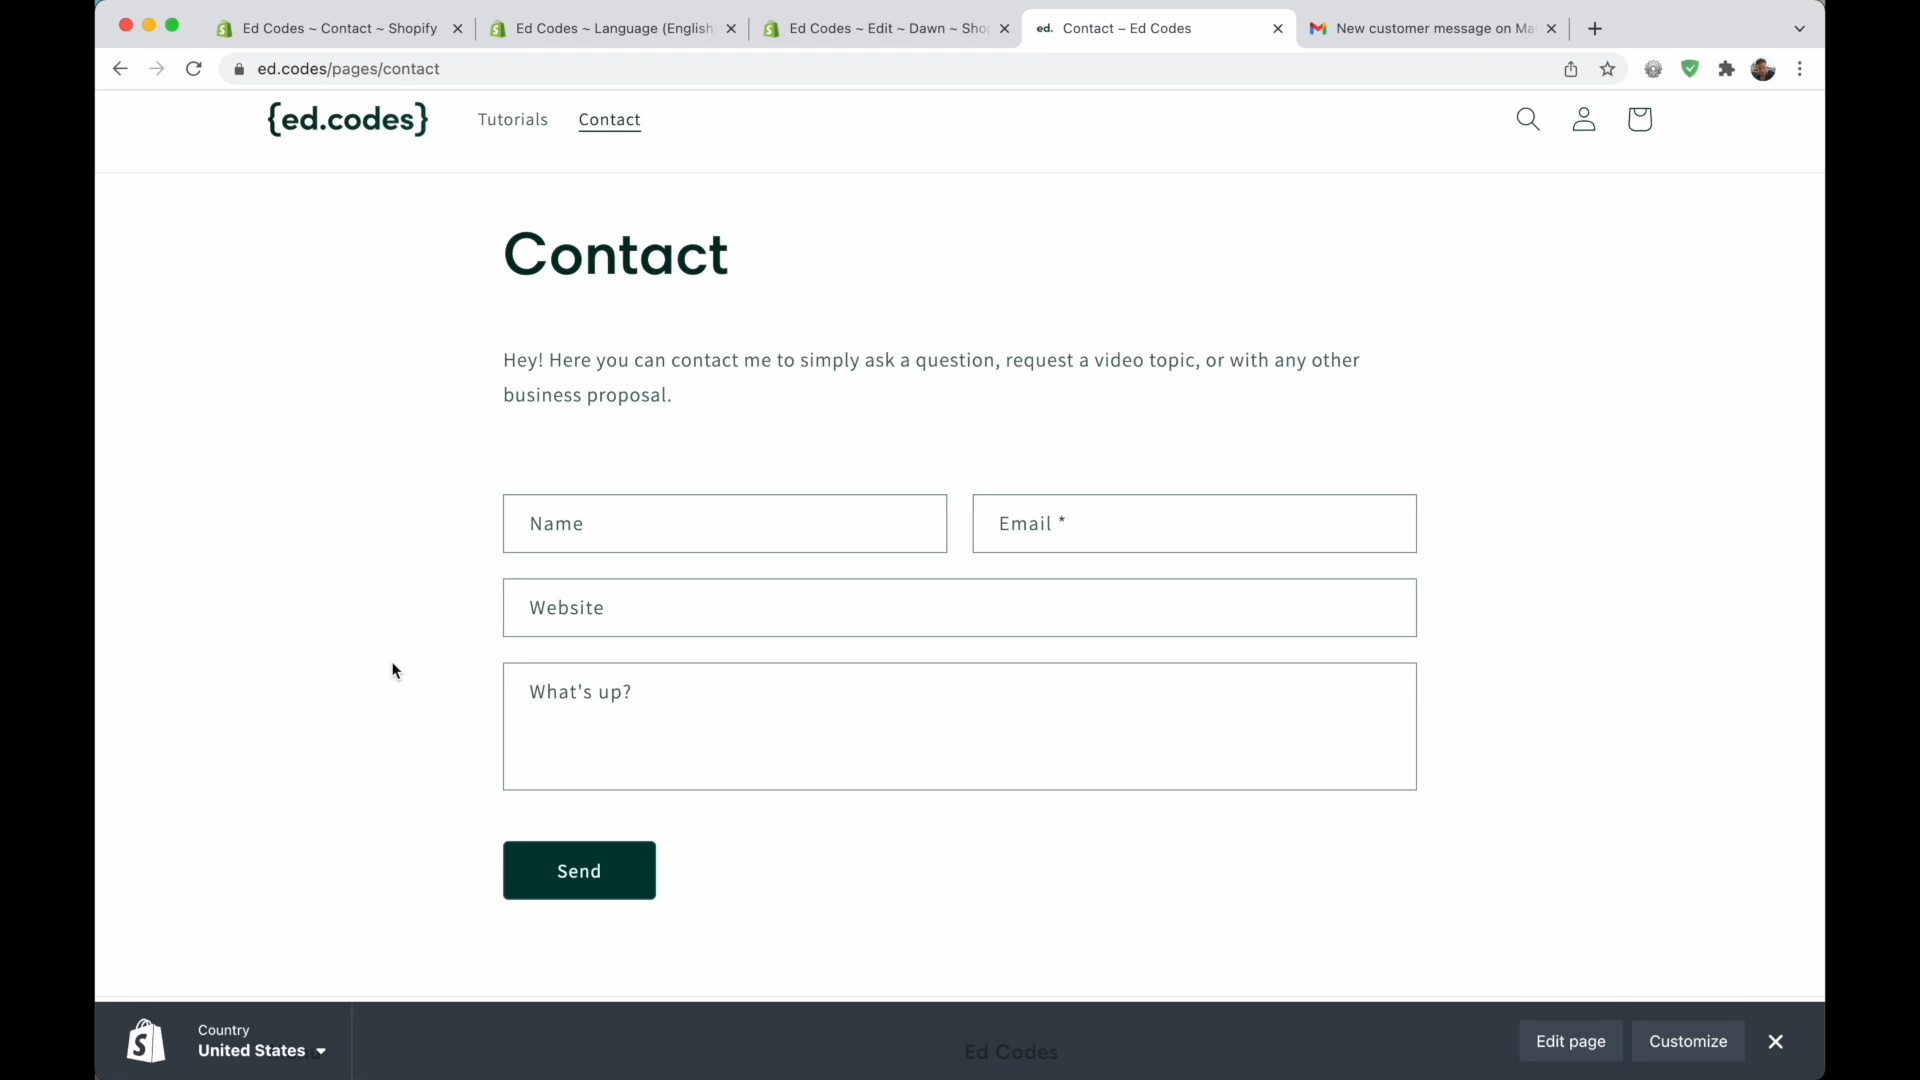 Ed Codes ~ Contact ~ Shopify
Ed Codes ~ Language (English
Ed Codes ~ Edit ~ Dawn ~ Sho
ed. Contact – Ed Codes
New customer message on Ma
ed.codes/pages/contact
{ed.codes}
Tutorials
Contact
Contact
Hey! Here you can contact me to simply ask a question, request a video topic, or with any other
business proposal.
Name
Email *
Website
What's up?
Send
Country
United States
Ed Codes
Edit page
Customize